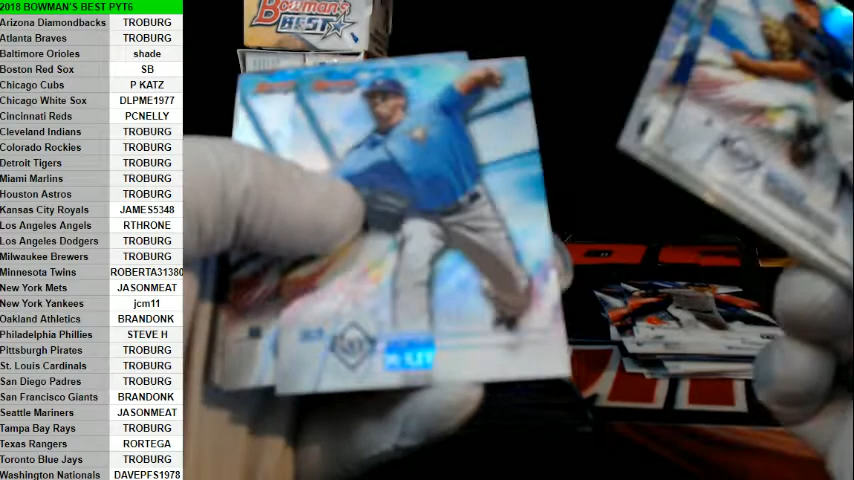 2018 BOWMAN'S BEST PYT6
Arizona Diamondbacks TROBURG
Atlanta Braves TROBURG
Baltimore Orioles shade
Boston Red Sox SB
Chicago Cubs P KATZ
Chicago White Sox DLPME1977
Cincinnati Reds PCNELLY
Cleveland Indians TROBURG
Colorado Rockies TROBURG
Detroit Tigers TROBURG
Miami Marlins TROBURG
Houston Astros TROBURG
Kansas City Royals JAMES5348
Los Angeles Angels RTHRONE
Los Angeles Dodgers TROBURG
Milwaukee Brewers TROBURG
Minnesota Twins ROBERTA31380
New York Mets JASONMEAT
New York Yankees jcm11
Oakland Athletics BRANDONK
Philadelphia Phillies STEVE H
Pittsburgh Pirates TROBURG
St. Louis Cardinals TROBURG
San Diego Padres TROBURG
San Francisco Giants BRANDONK
Seattle Mariners JASONMEAT
Tampa Bay Rays TROBURG
Texas Rangers RORTEGA
Toronto Blue Jays TROBURG
Washington Nationals DAVEPFS1978
Bowman's
BEST